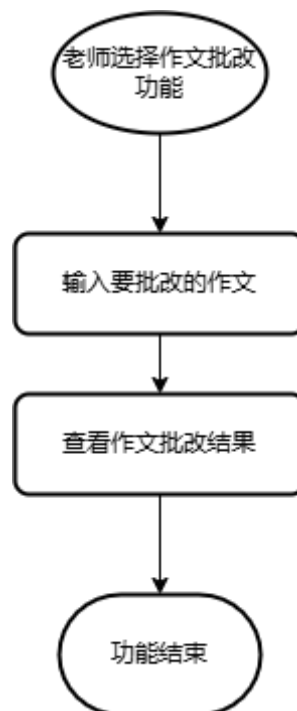 老师选择作文批改
功能
输入要批改的作文
查看作文批改结果
功能结束